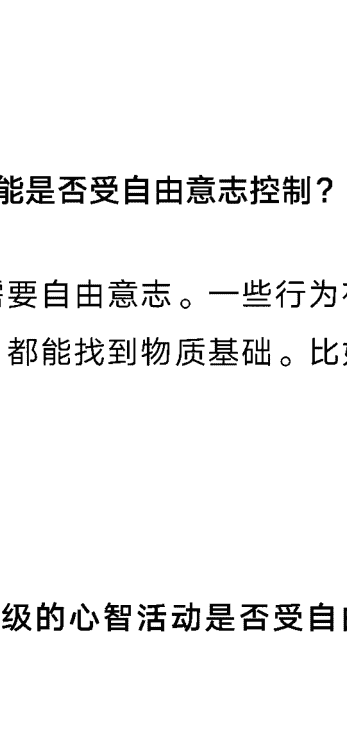 能是否受自由意志控制？
需要自由意志。一些行为
都能找到物质基础。比
级的心智活动是否受自